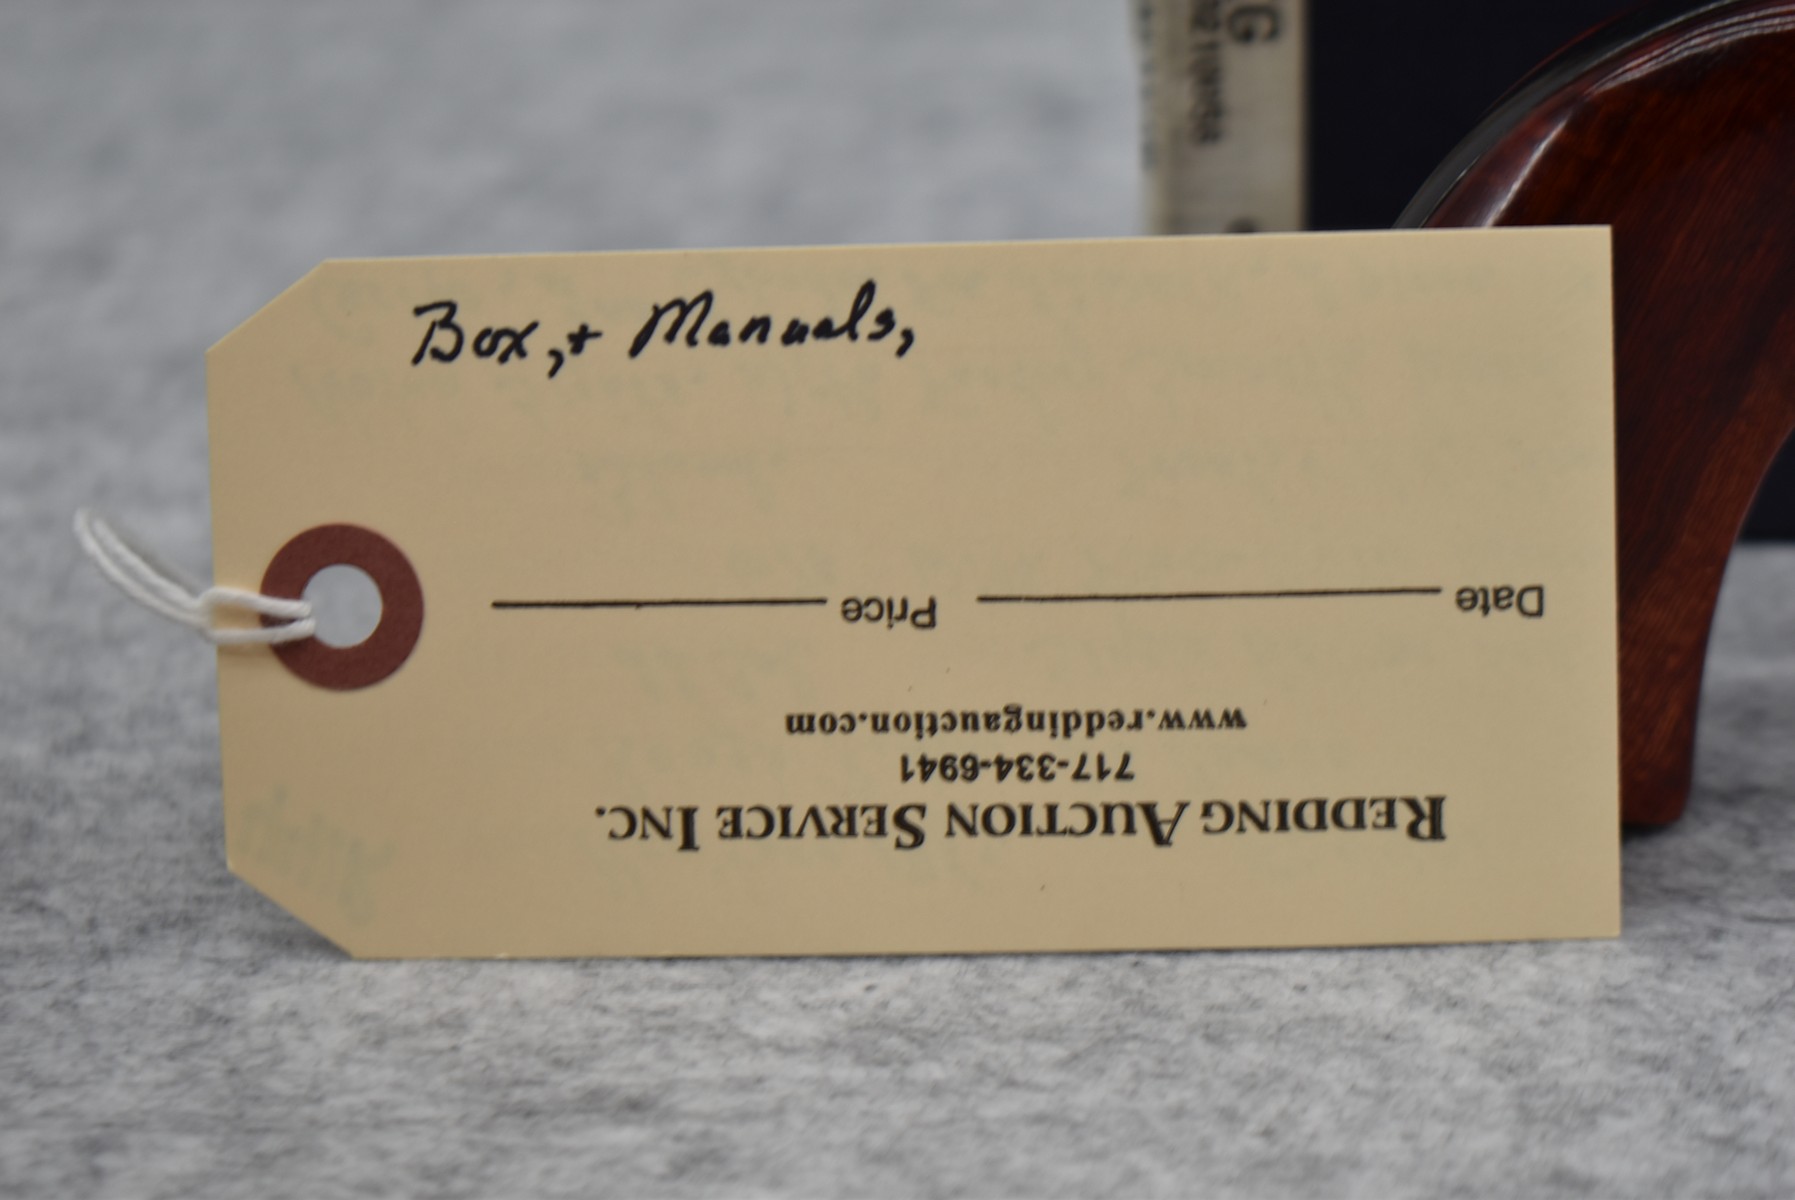 Box, + Manuals,
REDDING AUCTION SERVICE INC.
717-334-6941
www.reddingauction.com
Date Price
G